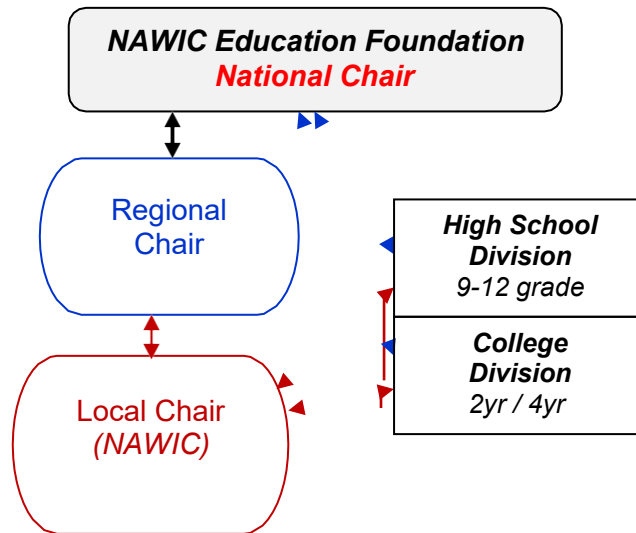 NAWIC Education Foundation
National Chair
Regional
Chair
High School
Division
9-12 grade
College
Division
2yr / 4yr
Local Chair
(NAWIC)